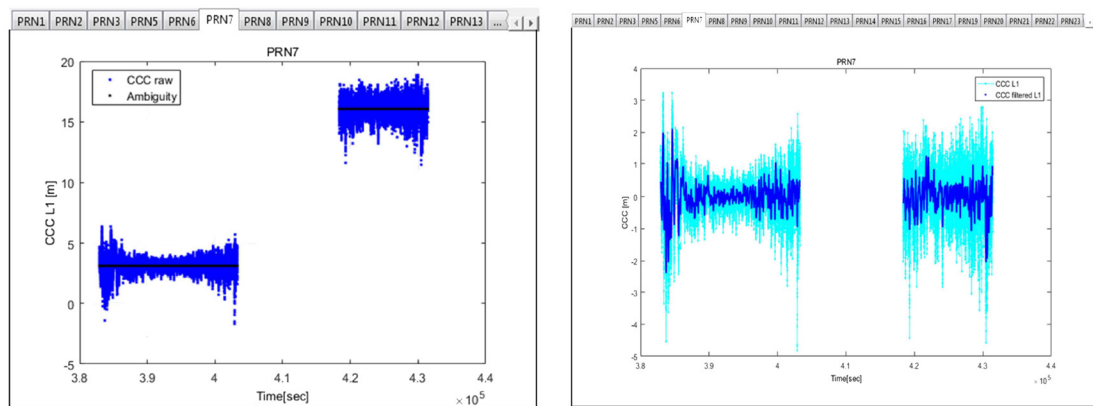 PRN1 PRN2 PRN3 PRN5 PRN6 PRN7 PRN8 PRN9 PRN10 PRN11 PRN12 PRN13 ...
PRN7
CCC raw
Ambiguity
20
15
10
5
0
-5
CCC L1 [m]
3.8 3.9 4 4.1 4.2 4.3 4.4
Time[sec]
× 10⁵
PRN1 PRN2 PRN3 PRN5 PRN6 PRN7 PRN8 PRN9 PRN10 PRN11 PRN12 PRN13 PRN14 PRN15 PRN16 PRN17 PRN19 PRN20 PRN21 PRN22 PRN23
PRN7
CCC L1
CCC filtered L1
4
3
2
1
0
-1
-2
-3
-4
-5
CCC [m]
3.8 3.9 4 4.1 4.2 4.3 4.4
Time[sec]
× 10⁵